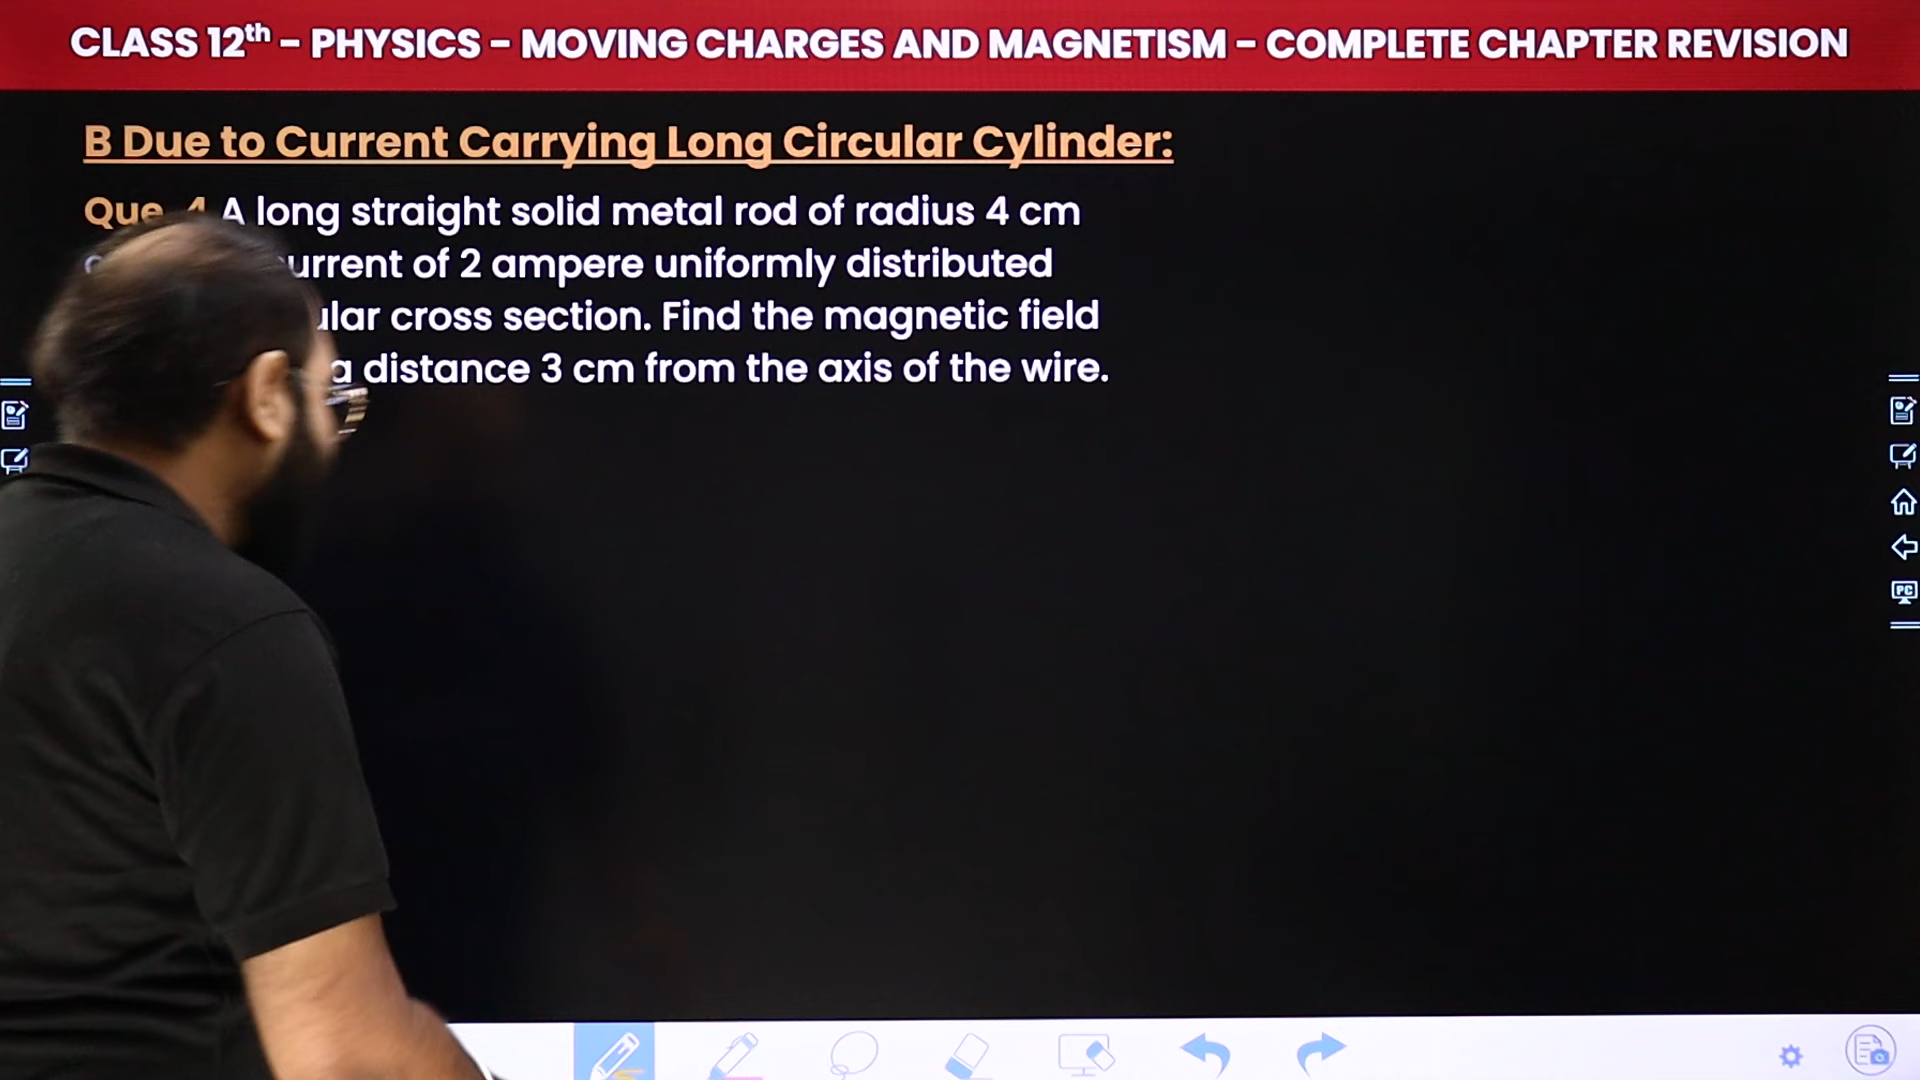 CLASS 12th - PHYSICS - MOVING CHARGES AND MAGNETISM - COMPLETE CHAPTER REVISION
B Due to Current Carrying Long Circular Cylinder:
Que. 4 A long straight solid metal rod of radius 4 cm
of 2 ampere uniformly distributed
cross section. Find the magnetic field
a distance 3 cm from the axis of the wire.
PC